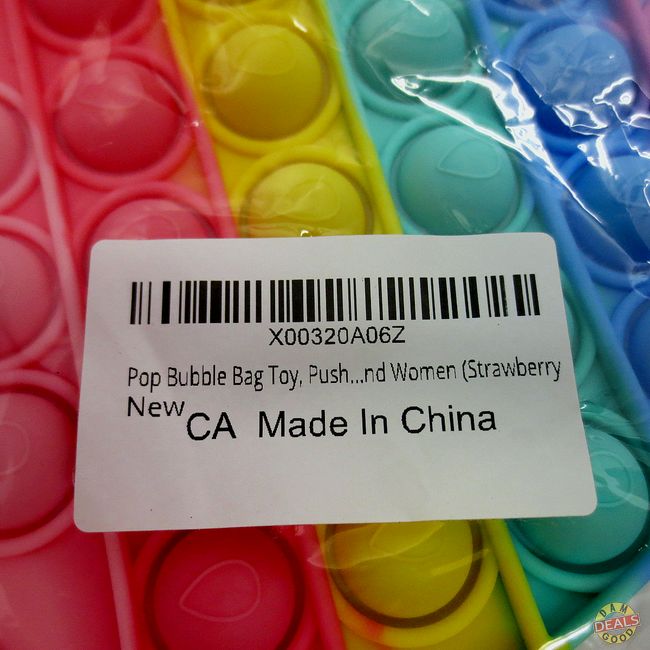 X00320A06Z
Pop Bubble Bag Toy, Push...nd Women (Strawberry
New
CA Made In China
DAM
DEALS
GOOD